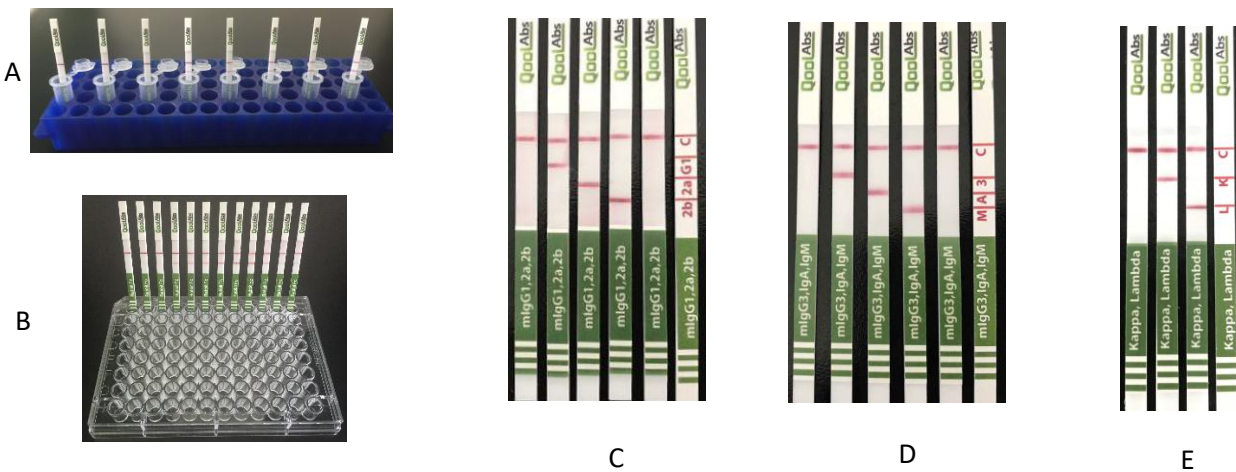 A
B
QoolAbs
QoolAbs
QoolAbs
QoolAbs
QoolAbs
QoolAbs
2b 2a G1 C
mIgG1,2a,2b
mIgG1,2a,2b
mIgG1,2a,2b
mIgG1,2a,2b
mIgG1,2a,2b
mIgG1,2a,2b
C
QoolAbs
QoolAbs
QoolAbs
QoolAbs
QoolAbs
QoolAbs
M A 3 C
mIgG3,IgA,IgM
mIgG3,IgA,IgM
mIgG3,IgA,IgM
mIgG3,IgA,IgM
mIgG3,IgA,IgM
mIgG3,IgA,IgM
D
QoolAbs
QoolAbs
QoolAbs
QoolAbs
L K C
Kappa, Lambda
Kappa, Lambda
Kappa, Lambda
Kappa, Lambda
E